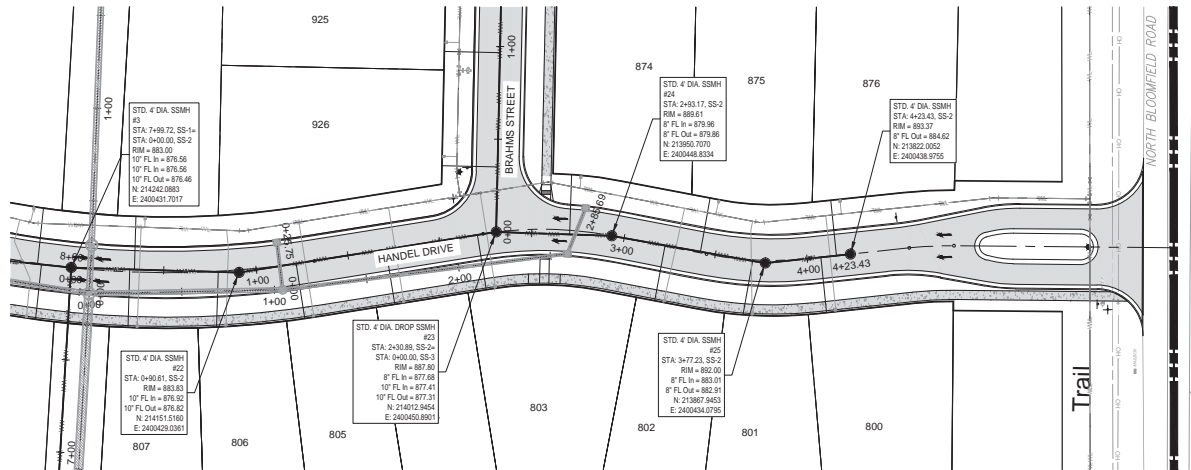 925
926
874
875
876
1+00
1+00
BRAHMS STREET
NORTH BLOOMFIELD ROAD
STD. 4' DIA. SSMH
#3
STA: 7+99.72, SS-1=
STA: 0+00.00, SS-2
RIM = 883.00
10" FL In = 876.56
10" FL In = 876.56
10" FL Out = 876.46
N: 214242.0883
E: 2400431.7017
STD. 4' DIA. SSMH
#24
STA: 2+93.17, SS-2
RIM = 889.61
8" FL In = 879.96
8" FL Out = 879.86
N: 213950.7070
E: 2400448.8334
STD. 4' DIA. SSMH
STA: 4+23.43, SS-2
RIM = 893.37
8" FL Out = 884.62
N: 213822.0052
E: 2400438.9755
0+00
2+88.69
3+00
4+00
4+23.43
HANDEL DRIVE
1+00
2+00
1+00
0+00
0+00
7+00
STD. 4' DIA. SSMH
#22
STA: 0+90.61, SS-2
RIM = 883.83
10" FL In = 876.92
10" FL Out = 876.82
N: 214151.5160
E: 2400429.0361
STD. 4' DIA. DROP SSMH
#23
STA: 2+30.89, SS-2=
STA: 0+00.00, SS-3
RIM = 887.80
8" FL In = 877.68
10" FL In = 877.41
10" FL Out = 877.31
N: 214012.9454
E: 2400450.8901
STD. 4' DIA. SSMH
#25
STA: 3+77.23, SS-2
RIM = 892.00
8" FL In = 883.01
8" FL Out = 882.91
N: 213867.9453
E: 2400434.0795
807
806
805
803
802
801
800
Trail
OH
OH
OH
OH
OH